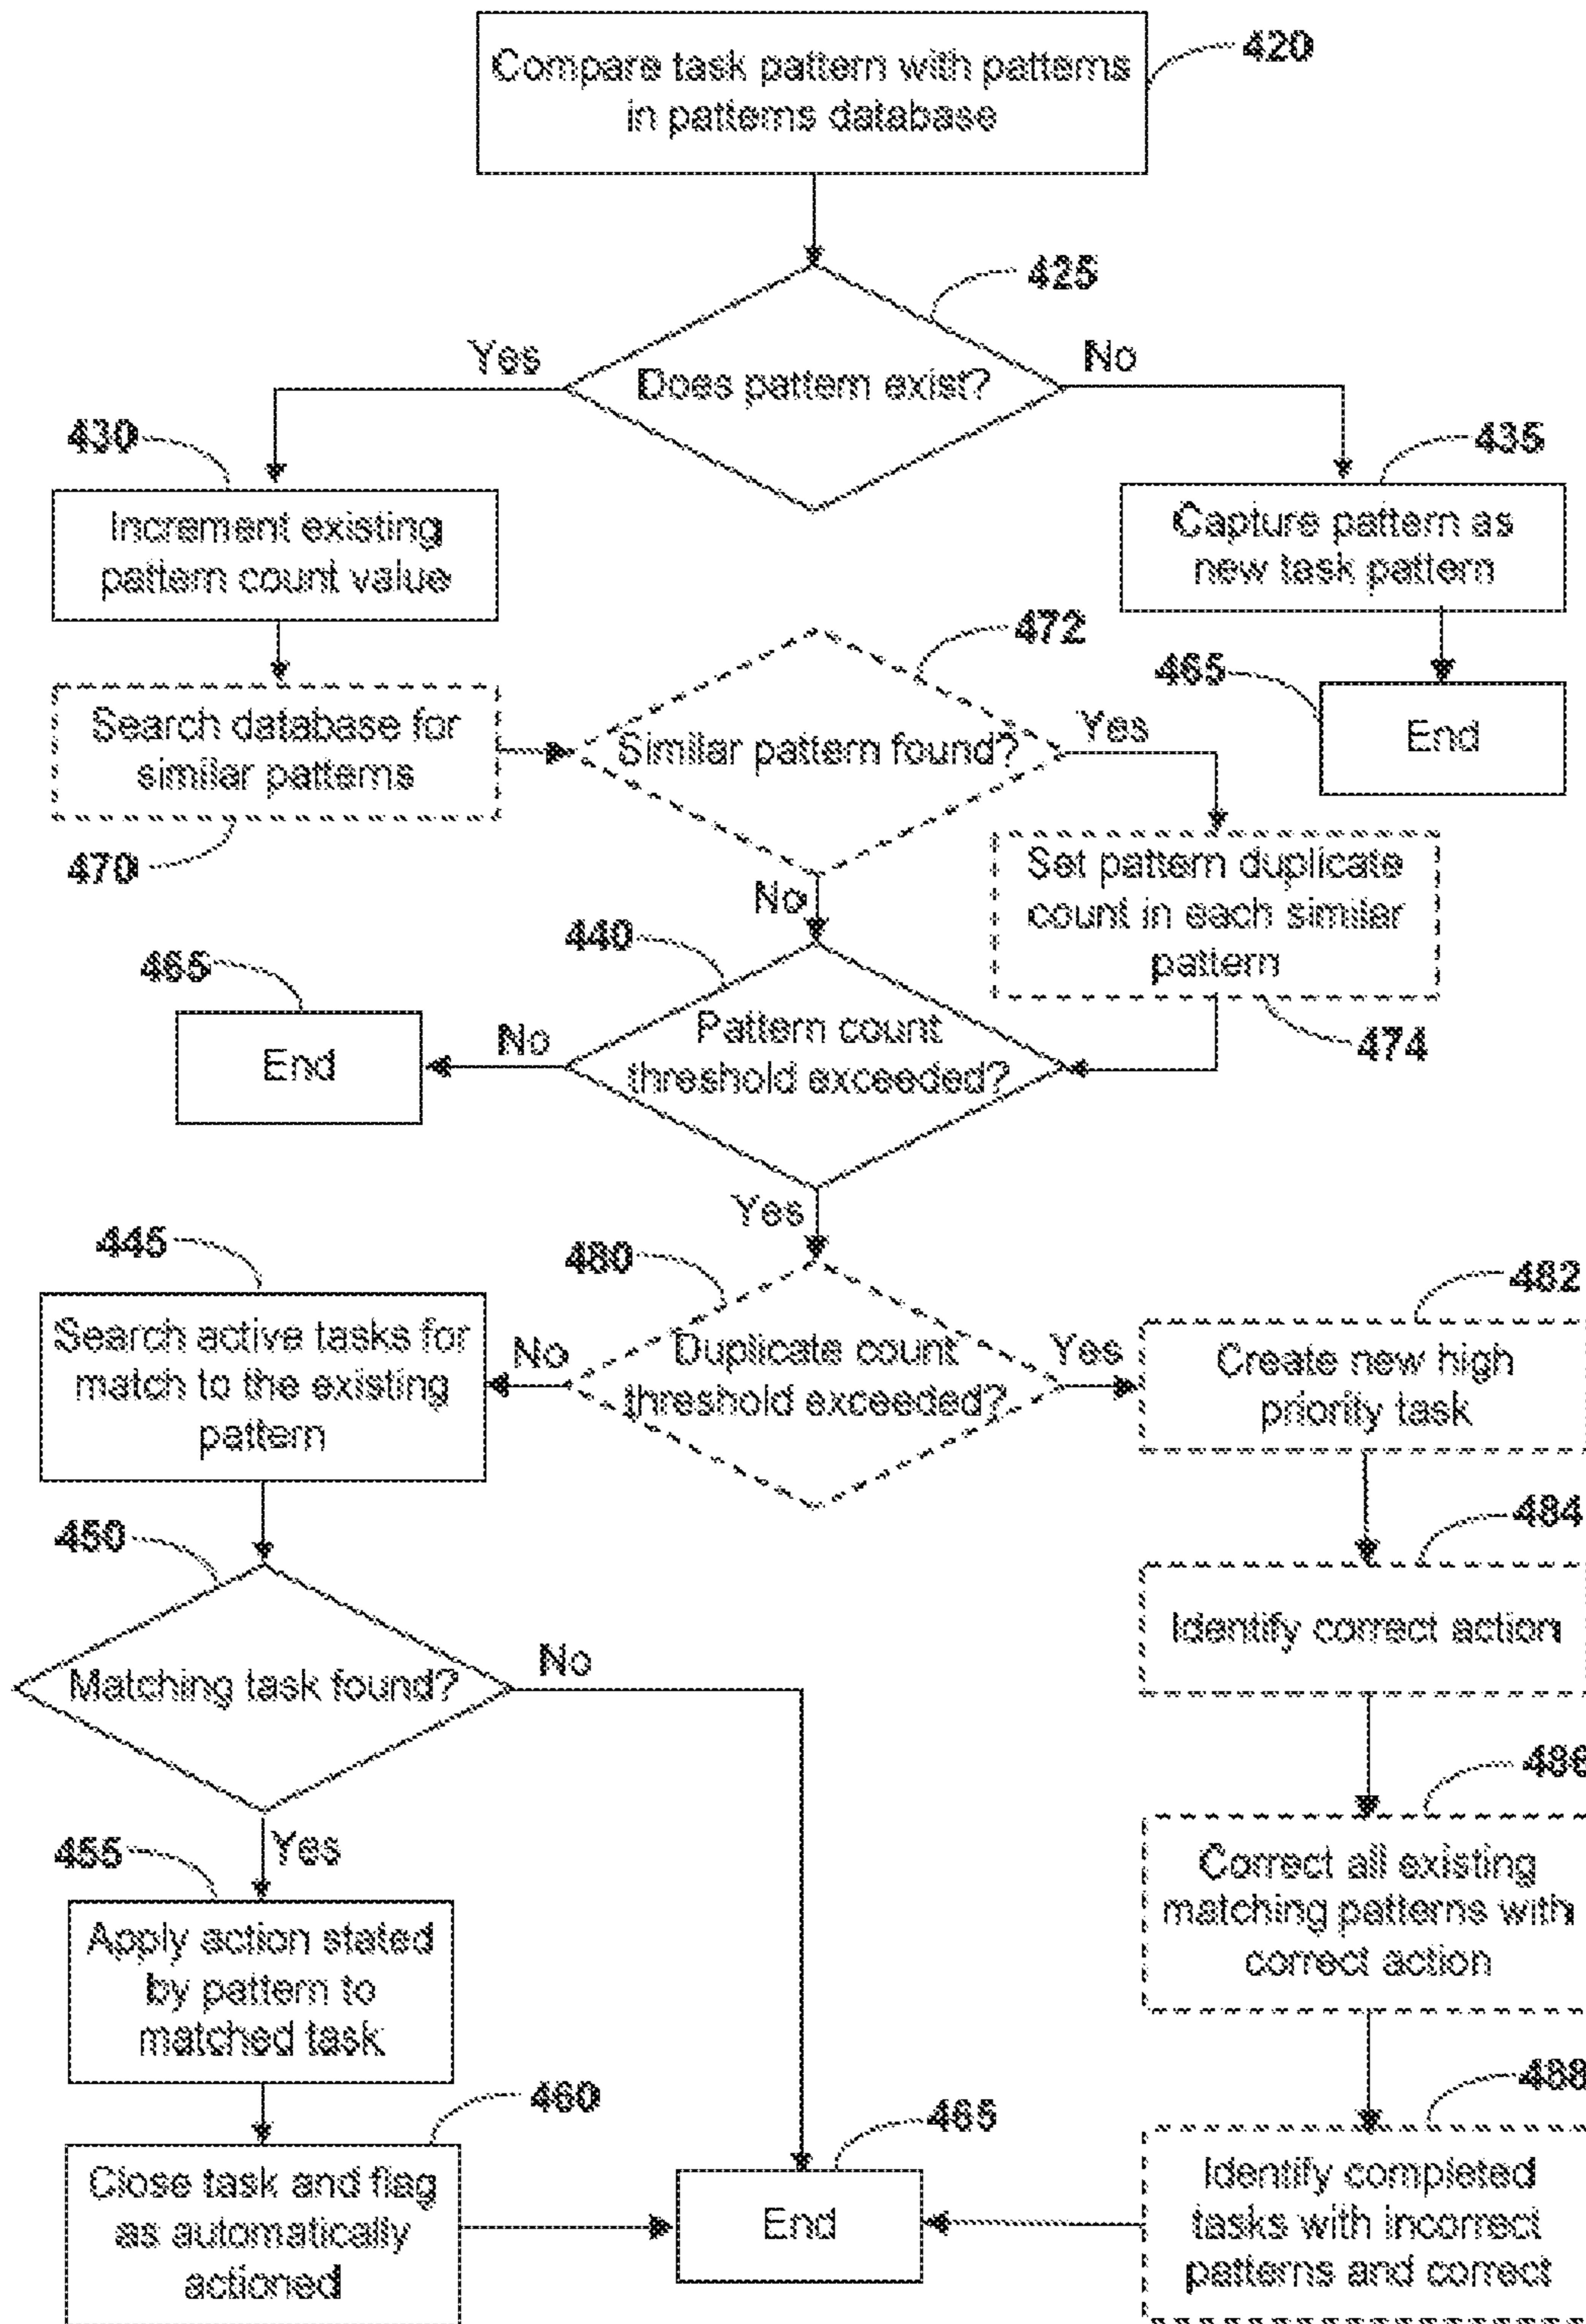 420
Compare task pattern with patterns
in patterns database
425
Yes
No
Does pattern exist?
430
435
Increment existing
pattern count value
Capture pattern as
new task pattern
472
465
Search database for
similar patterns
Similar pattern found?
Yes
End
470
No
Set pattern duplicate
count in each similar
pattern
440
465
End
No
Pattern count
threshold exceeded?
474
Yes
445
480
482
Search active tasks for
match to the existing
pattern
No
Duplicate count
threshold exceeded?
Yes
Create new high
priority task
450
484
Identify correct action
Matching task found?
No
486
Yes
455
Correct all existing
matching patterns with
correct action
Apply action stated
by pattern to
matched task
488
460
465
Close task and flag
as automatically
actioned
End
Identify completed
tasks with incorrect
patterns and correct